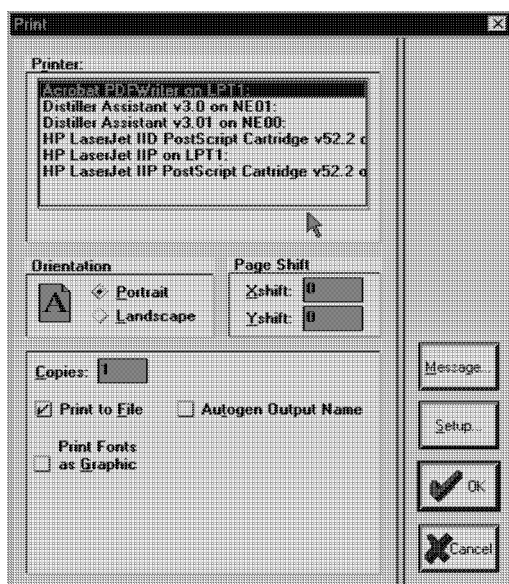 Print
Printer:
Acrobat PDFWriter on LPT1:
Distiller Assistant v3.0 on NE01:
Distiller Assistant v3.01 on NE00:
HP LaserJet IID PostScript Cartridge v52.2 o
HP LaserJet IIP on LPT1:
HP LaserJet IIP PostScript Cartridge v52.2 o
Orientation
A
Portrait
Landscape
Page Shift
Xshift: 0
Yshift: 0
Copies: 1
Print to File
Autogen Output Name
Print Fonts
as Graphic
Message...
Setup...
OK
Cancel